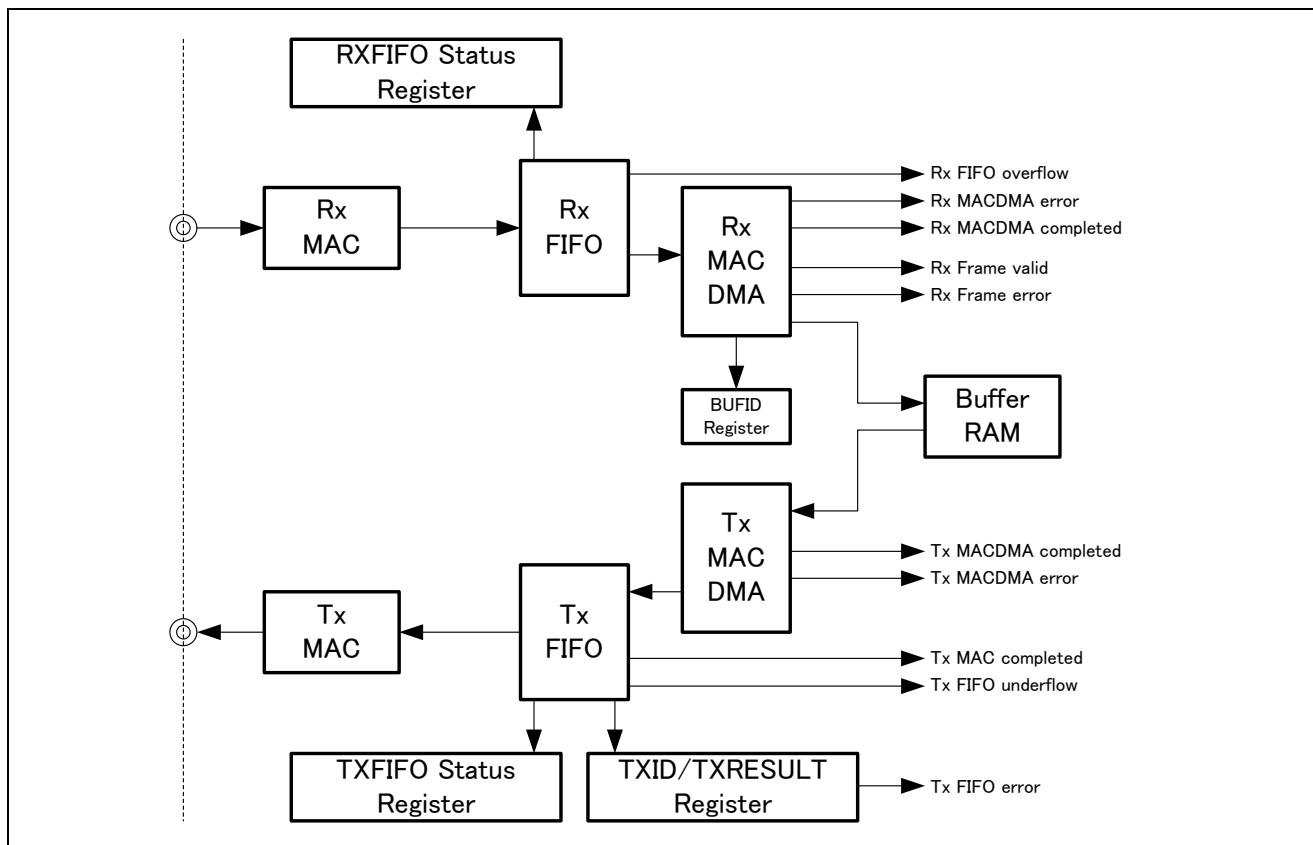 RXFIFO Status
Register
Rx
MAC
Rx
FIFO
Rx
MAC
DMA
Rx FIFO overflow
Rx MACDMA error
Rx MACDMA completed
Rx Frame valid
Rx Frame error
BUFID
Register
Buffer
RAM
Tx
MAC
DMA
Tx MACDMA completed
Tx MACDMA error
Tx
MAC
Tx
FIFO
Tx MAC completed
Tx FIFO underflow
TXFIFO Status
Register
TXID/TXRESULT
Register
Tx FIFO error